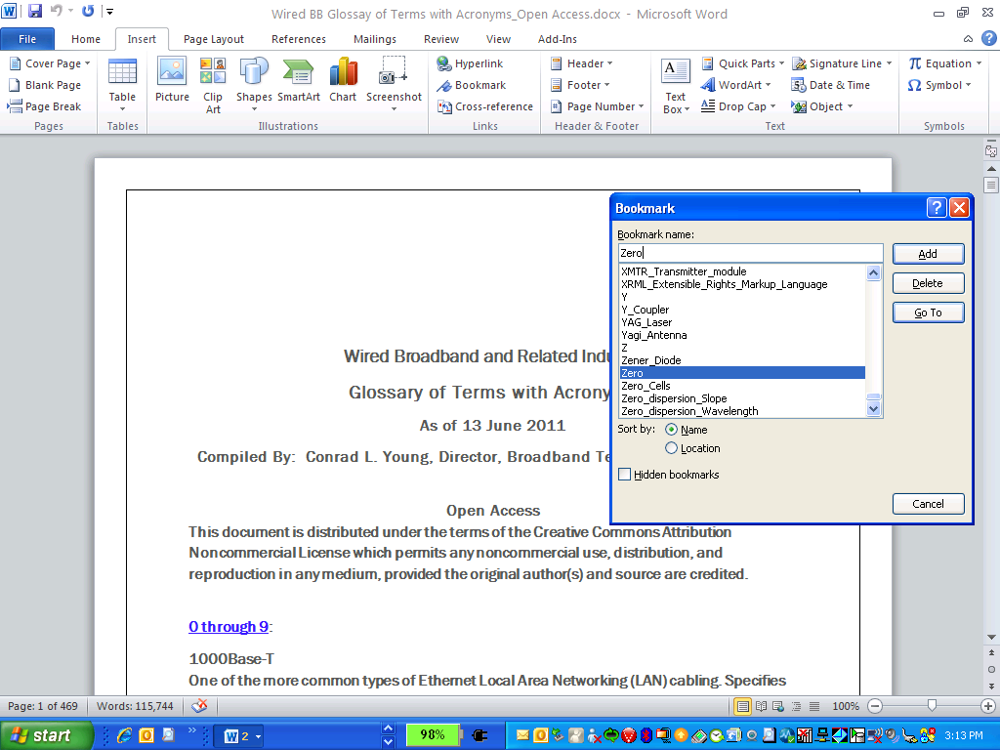 Wired BB Glossay of Terms with Acronyms_Open Access.docx - Microsoft Word
File Home Insert Page Layout References Mailings Review View Add-Ins
Cover Page
Blank Page
Page Break
Pages
Table
Tables
Picture
Clip Art
Shapes
SmartArt
Chart
Screenshot
Illustrations
Hyperlink
Bookmark
Cross-reference
Links
Header
Footer
Page Number
Header & Footer
Text Box
Quick Parts
WordArt
Drop Cap
Signature Line
Date & Time
Object
Text
Equation
Symbol
Symbols
Wired Broadband and Related Indu
Glossary of Terms with Acrony
As of 13 June 2011
Compiled By: Conrad L. Young, Director, Broadband Te
Open Access
This document is distributed under the terms of the Creative Commons Attribution
Noncommercial License which permits any noncommercial use, distribution, and
reproduction in any medium, provided the original author(s) and source are credited.
0 through 9:
1000Base-T
One of the more common types of Ethernet Local Area Networking (LAN) cabling. Specifies
Bookmark
Bookmark name:
Zero
XMTR_Transmitter_module
XRML_Extensible_Rights_Markup_Language
Y
Y_Coupler
YAG_Laser
Yagi_Antenna
Z
Zener_Diode
Zero
Zero_Cells
Zero_dispersion_Slope
Zero_dispersion_Wavelength
Add
Delete
Go To
Sort by: Name
Location
Hidden bookmarks
Cancel
Page: 1 of 469 Words: 115,744 100%
start 2 98% 3:13 PM